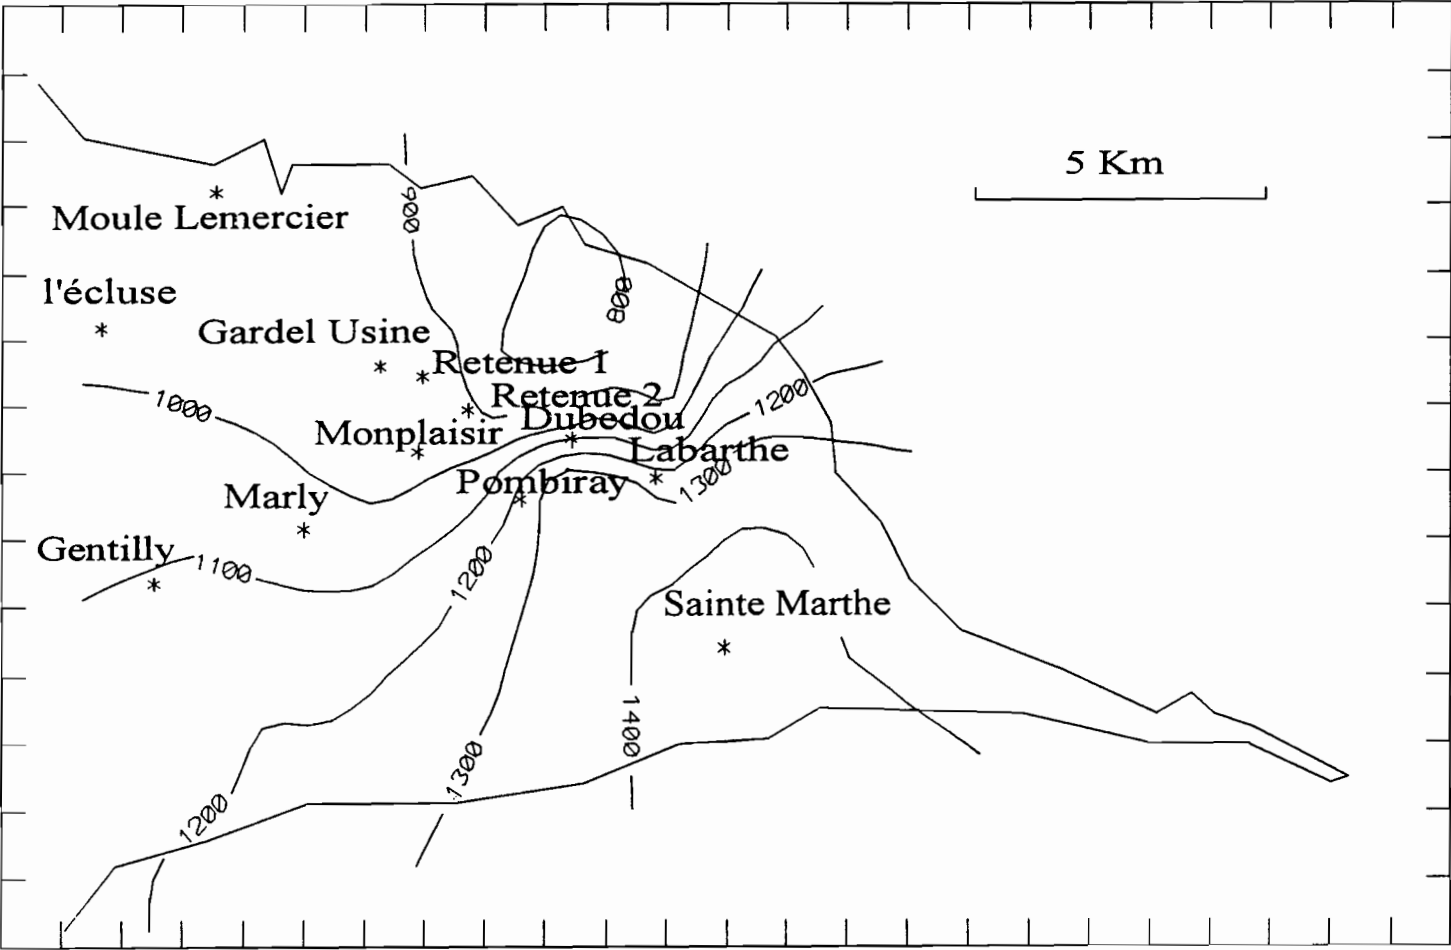 5 Km
Moule Lemercier
900
l'écluse
800
Gardel Usine
Retenue 1
Retenue 2
1000
1200
Dubedou
Monplaisir
Labarthe
1300
Pombiray
Marly
Gentilly
1100
1200
Sainte Marthe
1400
1300
1200